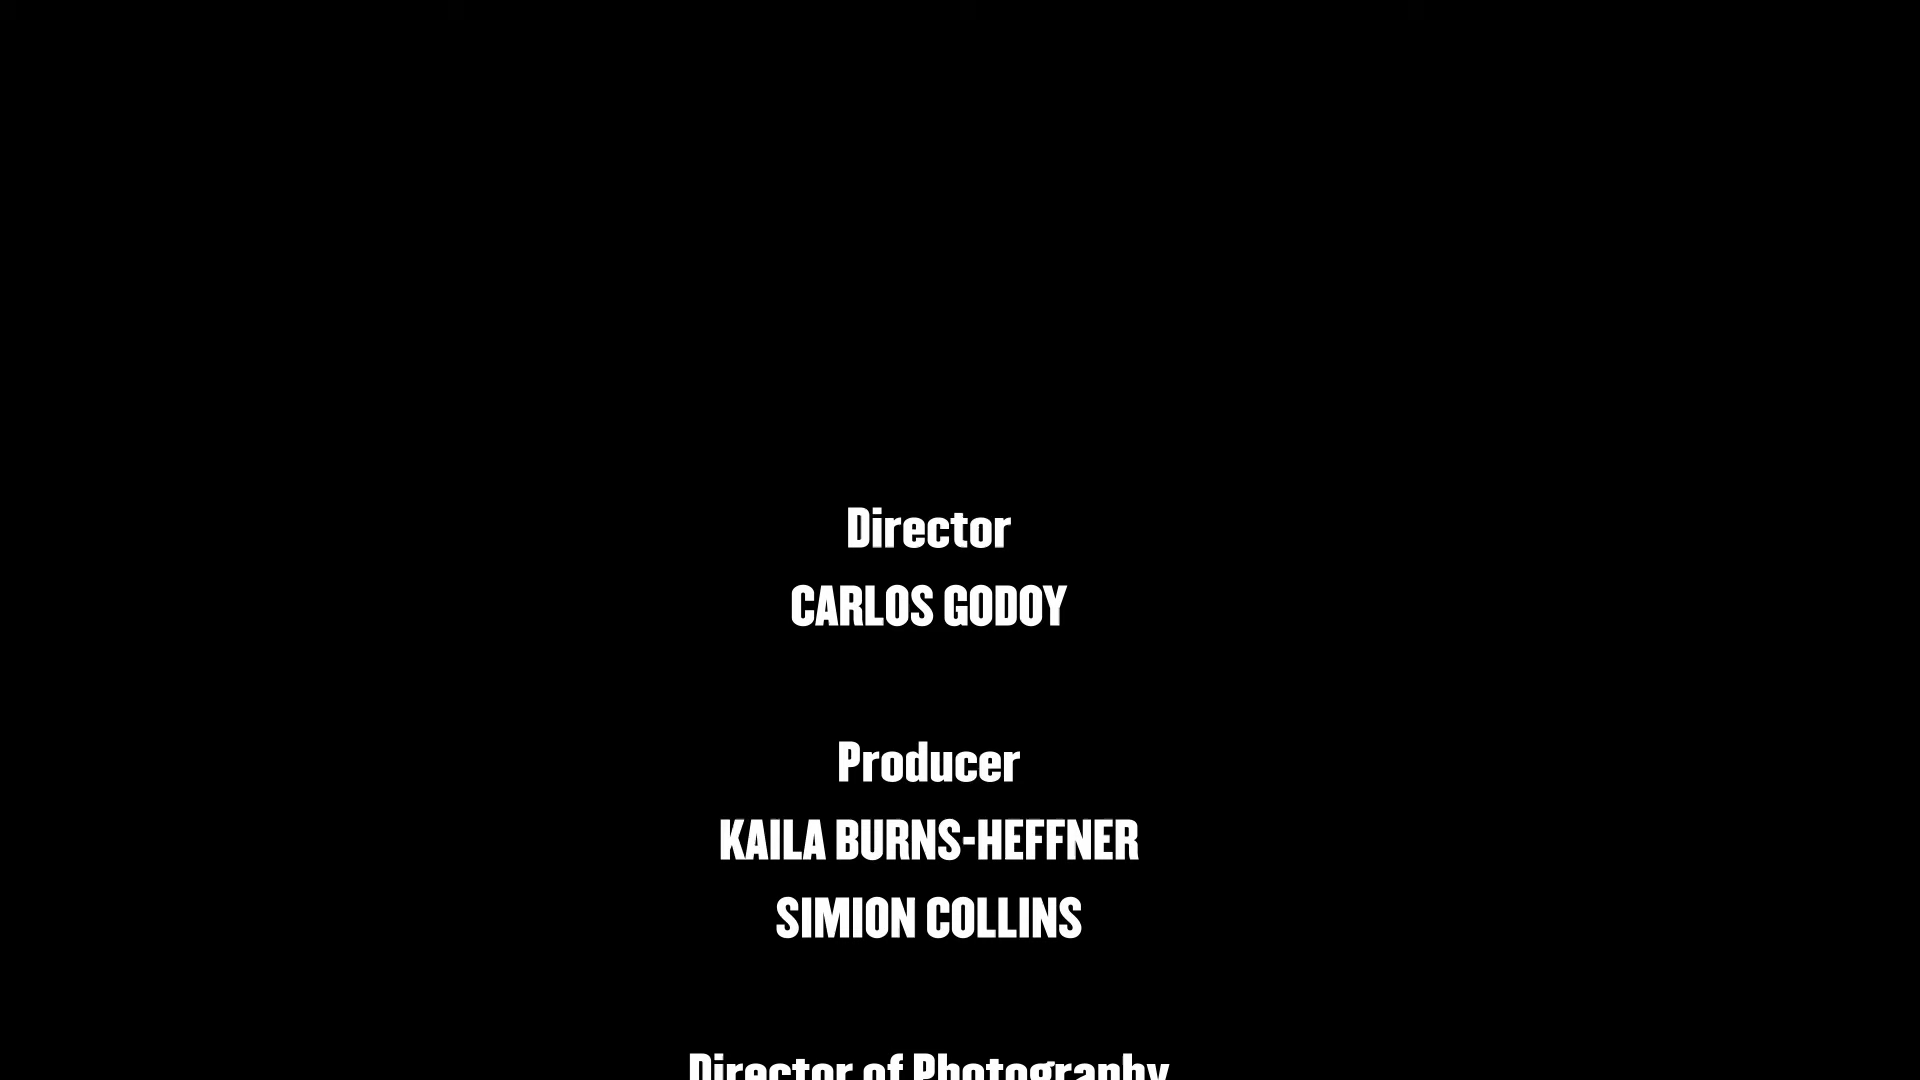 Director
CARLOS GODOY
Producer
KAILA BURNS-HEFFNER
SIMION COLLINS
Director of Photography